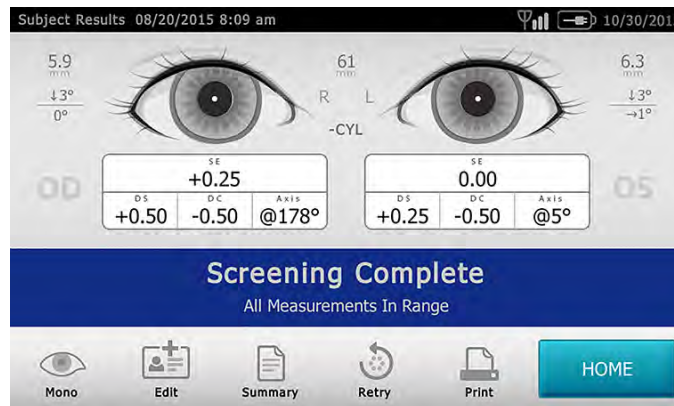 Subject Results 08/20/2015 8:09 am 10/30/201
5.9 61 6.3
mm mm mm
↓3° R L ↓3°
0° -CYL →1°
OD SE SE OS
+0.25 0.00
DS DC Axis DS DC Axis
+0.50 -0.50 @178° +0.25 -0.50 @5°
Screening Complete
All Measurements In Range
Mono Edit Summary Retry Print HOME